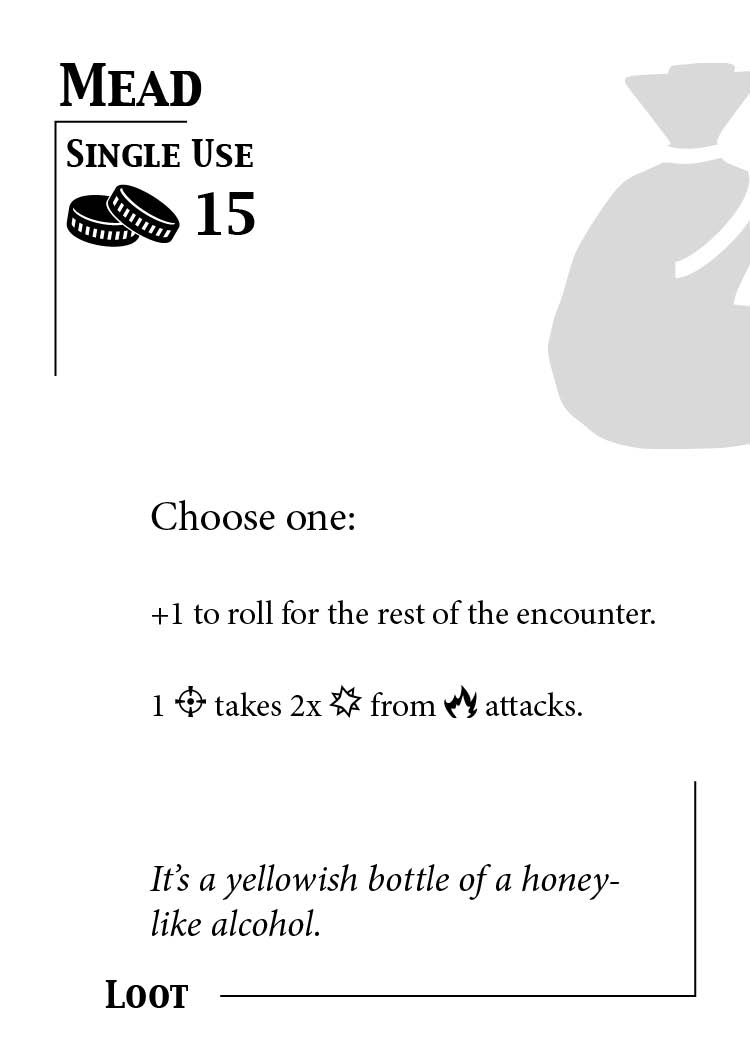 Mead
Single Use
15
Choose one:
+1 to roll for the rest of the encounter.
1 takes 2x from attacks.
It’s a yellowish bottle of a honey-
like alcohol.
Loot